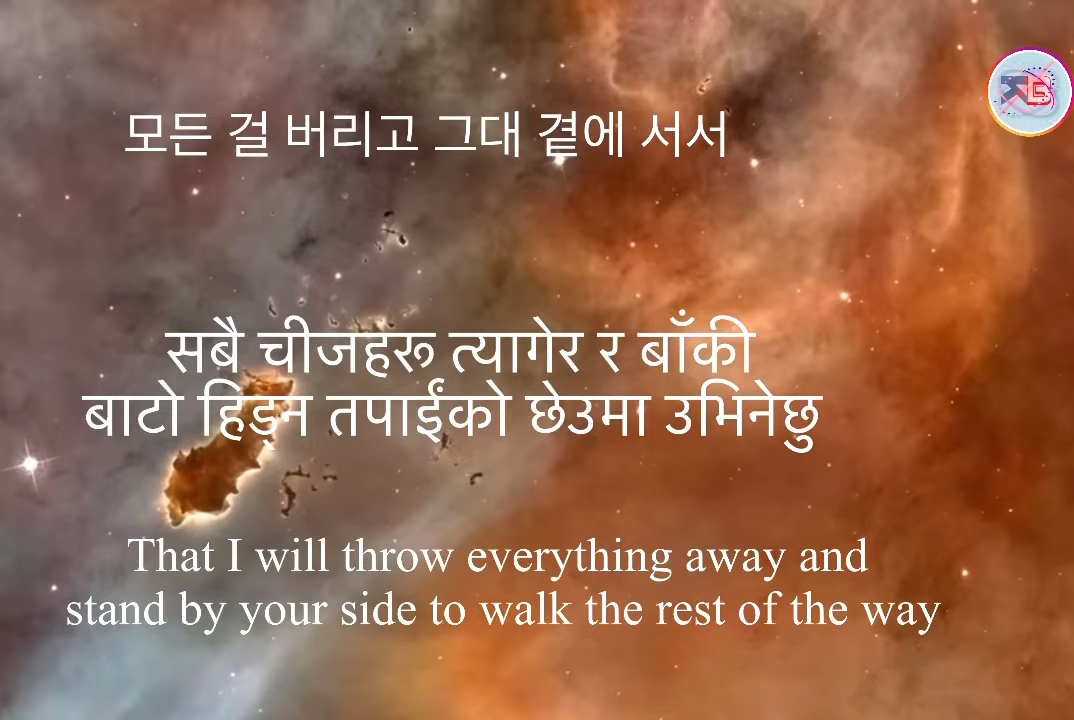 모든 걸 버리고 그대 곁에 서서
सबै चीजहरू त्यागेर र बाँकी
बाटो हिड्न तपाईंको छेउमा उभिनेछु
That I will throw everything away and
stand by your side to walk the rest of the way